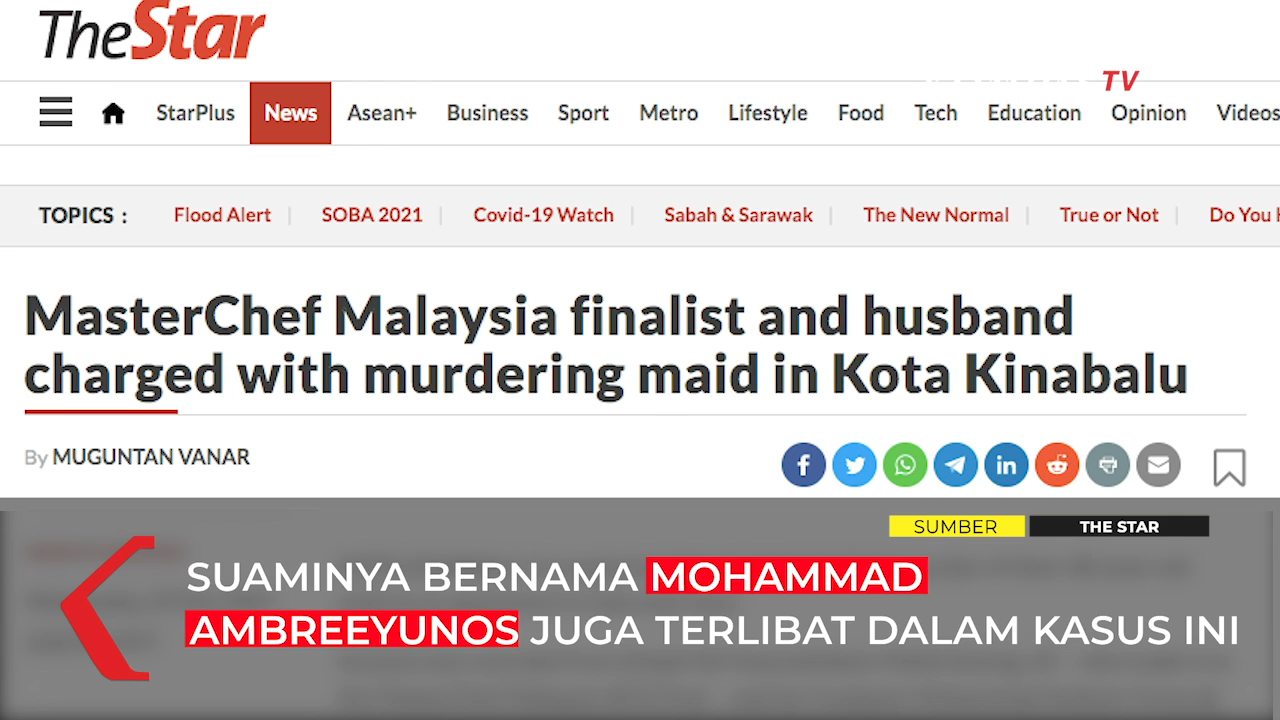 TheStar
TV
StarPlus News Asean+ Business Sport Metro Lifestyle Food Tech Education Opinion Videos
TOPICS : Flood Alert | SOBA 2021 | Covid-19 Watch | Sabah & Sarawak | The New Normal | True or Not | Do You
MasterChef Malaysia finalist and husband
charged with murdering maid in Kota Kinabalu
By MUGUNTAN VANAR
SUMBER THE STAR
SUAMINYA BERNAMA MOHAMMAD
AMBREEYUNOS JUGA TERLIBAT DALAM KASUS INI